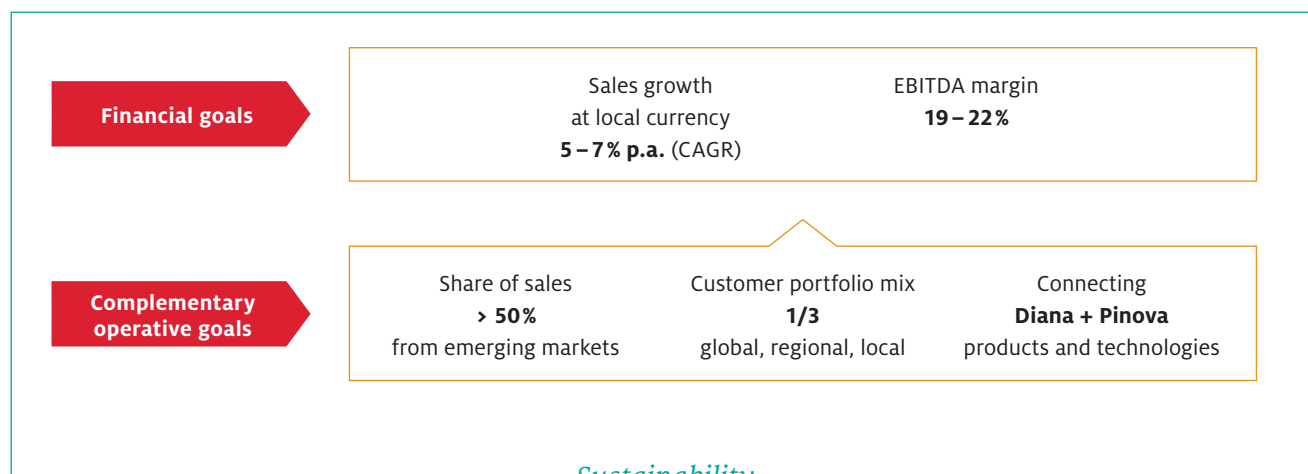 Financial goals
Sales growth
at local currency
5 – 7 % p.a. (CAGR)
EBITDA margin
19 – 22 %
Complementary
operative goals
Share of sales
> 50 %
from emerging markets
Customer portfolio mix
1/3
global, regional, local
Connecting
Diana + Pinova
products and technologies
Sustainability